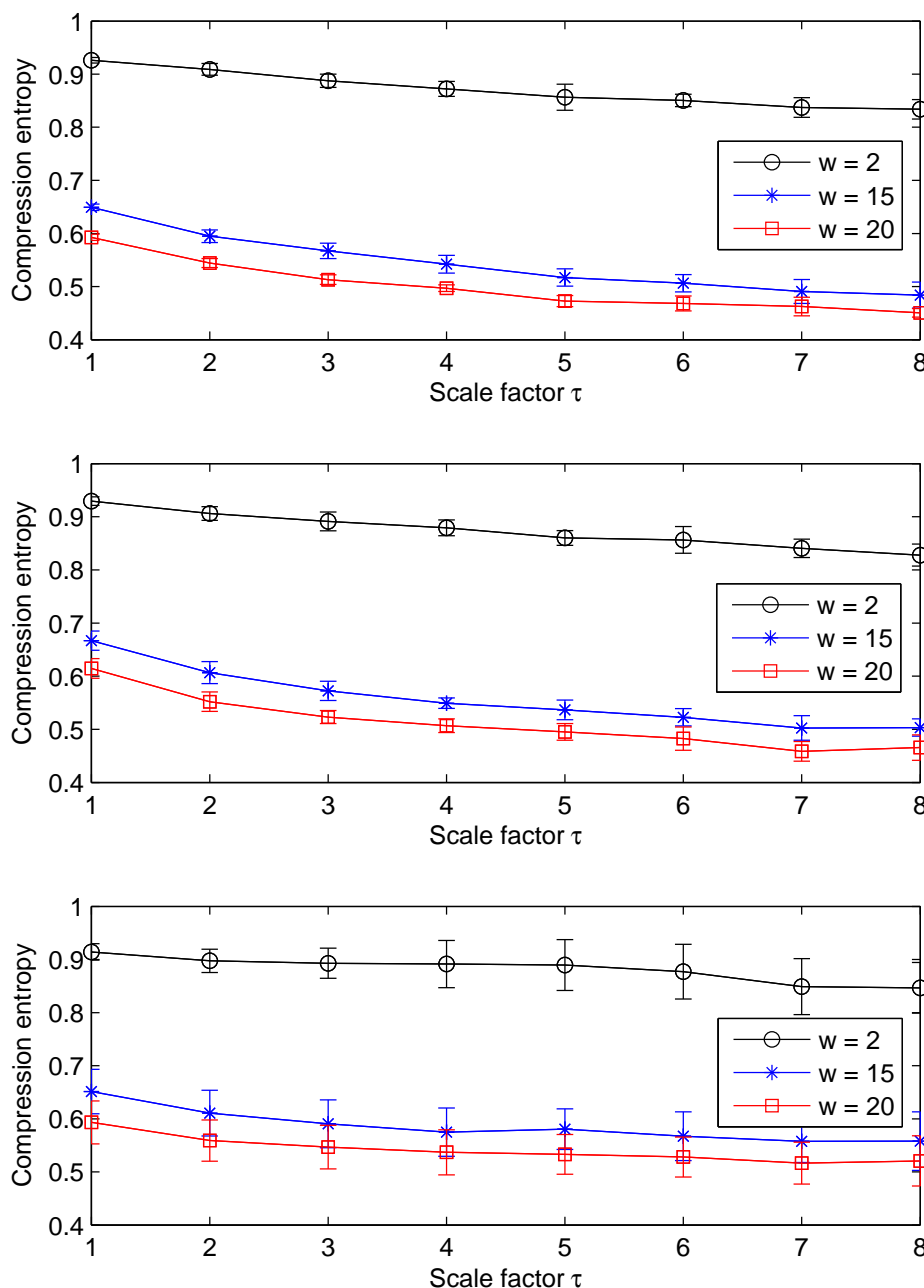 1
0.9
0.8
0.7
0.6
0.5
0.4
Compression entropy
w = 2
w = 15
w = 20
1 2 3 4 5 6 7 8
Scale factor τ
1
0.9
0.8
0.7
0.6
0.5
0.4
Compression entropy
w = 2
w = 15
w = 20
1 2 3 4 5 6 7 8
Scale factor τ
1
0.9
0.8
0.7
0.6
0.5
0.4
Compression entropy
w = 2
w = 15
w = 20
1 2 3 4 5 6 7 8
Scale factor τ